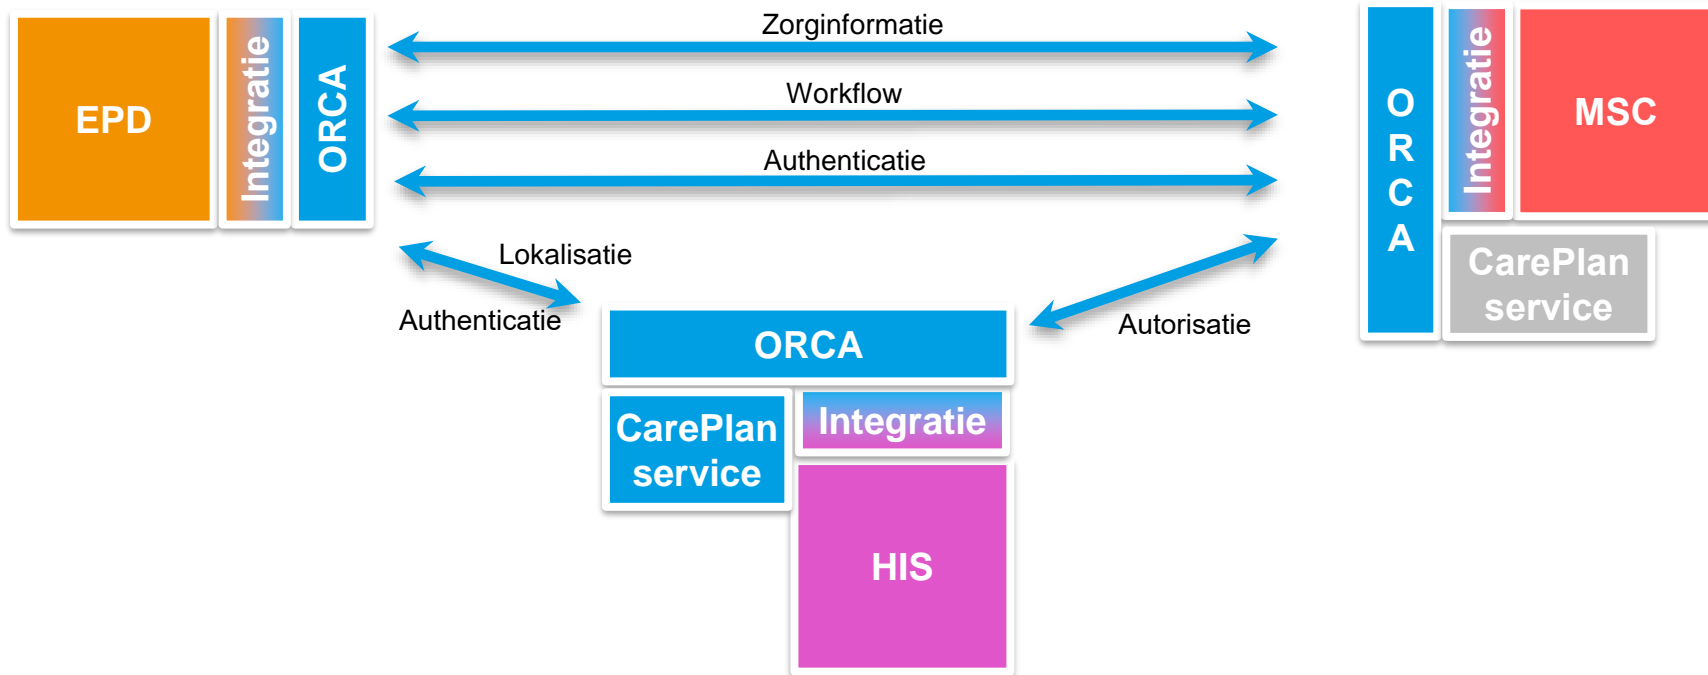 EPD
Integratie
ORCA
Zorginformatie
Workflow
Authenticatie
O
R
C
A
Integratie
MSC
CarePlan
service
Lokalisatie
Authenticatie
Autorisatie
ORCA
CarePlan
service
Integratie
HIS